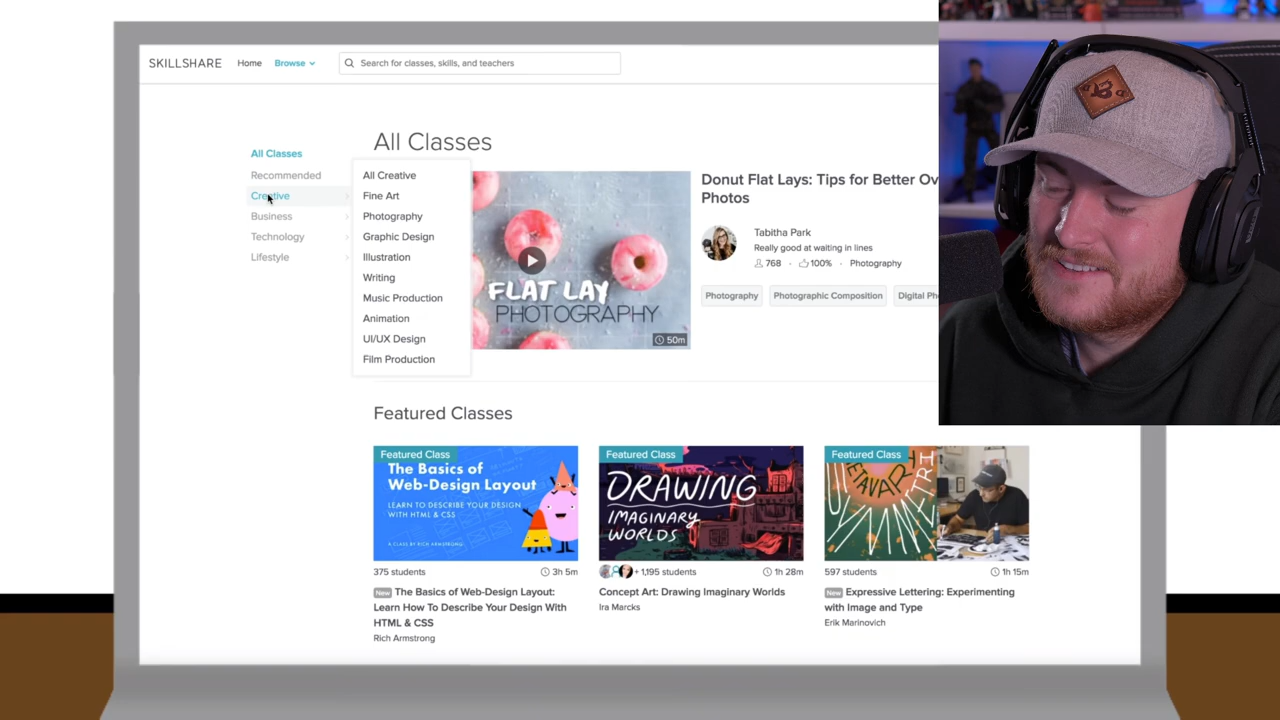 SKILLSHARE Home Browse Search for classes, skills, and teachers
All Classes
All Classes
Recommended
Creative
Business
Technology
Lifestyle
All Creative
Fine Art
Photography
Graphic Design
Illustration
Writing
Music Production
Animation
UI/UX Design
Film Production
FLAT LAY
PHOTOGRAPHY
50m
Donut Flat Lays: Tips for Better Ov
Photos
Tabitha Park
Really good at waiting in lines
768 · 100% · Photography
Photography Photographic Composition Digital Ph
Featured Classes
Featured Class
The Basics of
Web-Design Layout
LEARN TO DESCRIBE YOUR DESIGN
WITH HTML & CSS
A CLASS BY RICH ARMSTRONG
375 students 3h 5m
New The Basics of Web-Design Layout:
Learn How To Describe Your Design With
HTML & CSS
Rich Armstrong
Featured Class
DRAWING
IMAGINARY
WORLDS
+ 1,195 students 1h 28m
Concept Art: Drawing Imaginary Worlds
Ira Marcks
Featured Class
597 students 1h 15m
New Expressive Lettering: Experimenting
with Image and Type
Erik Marinovich